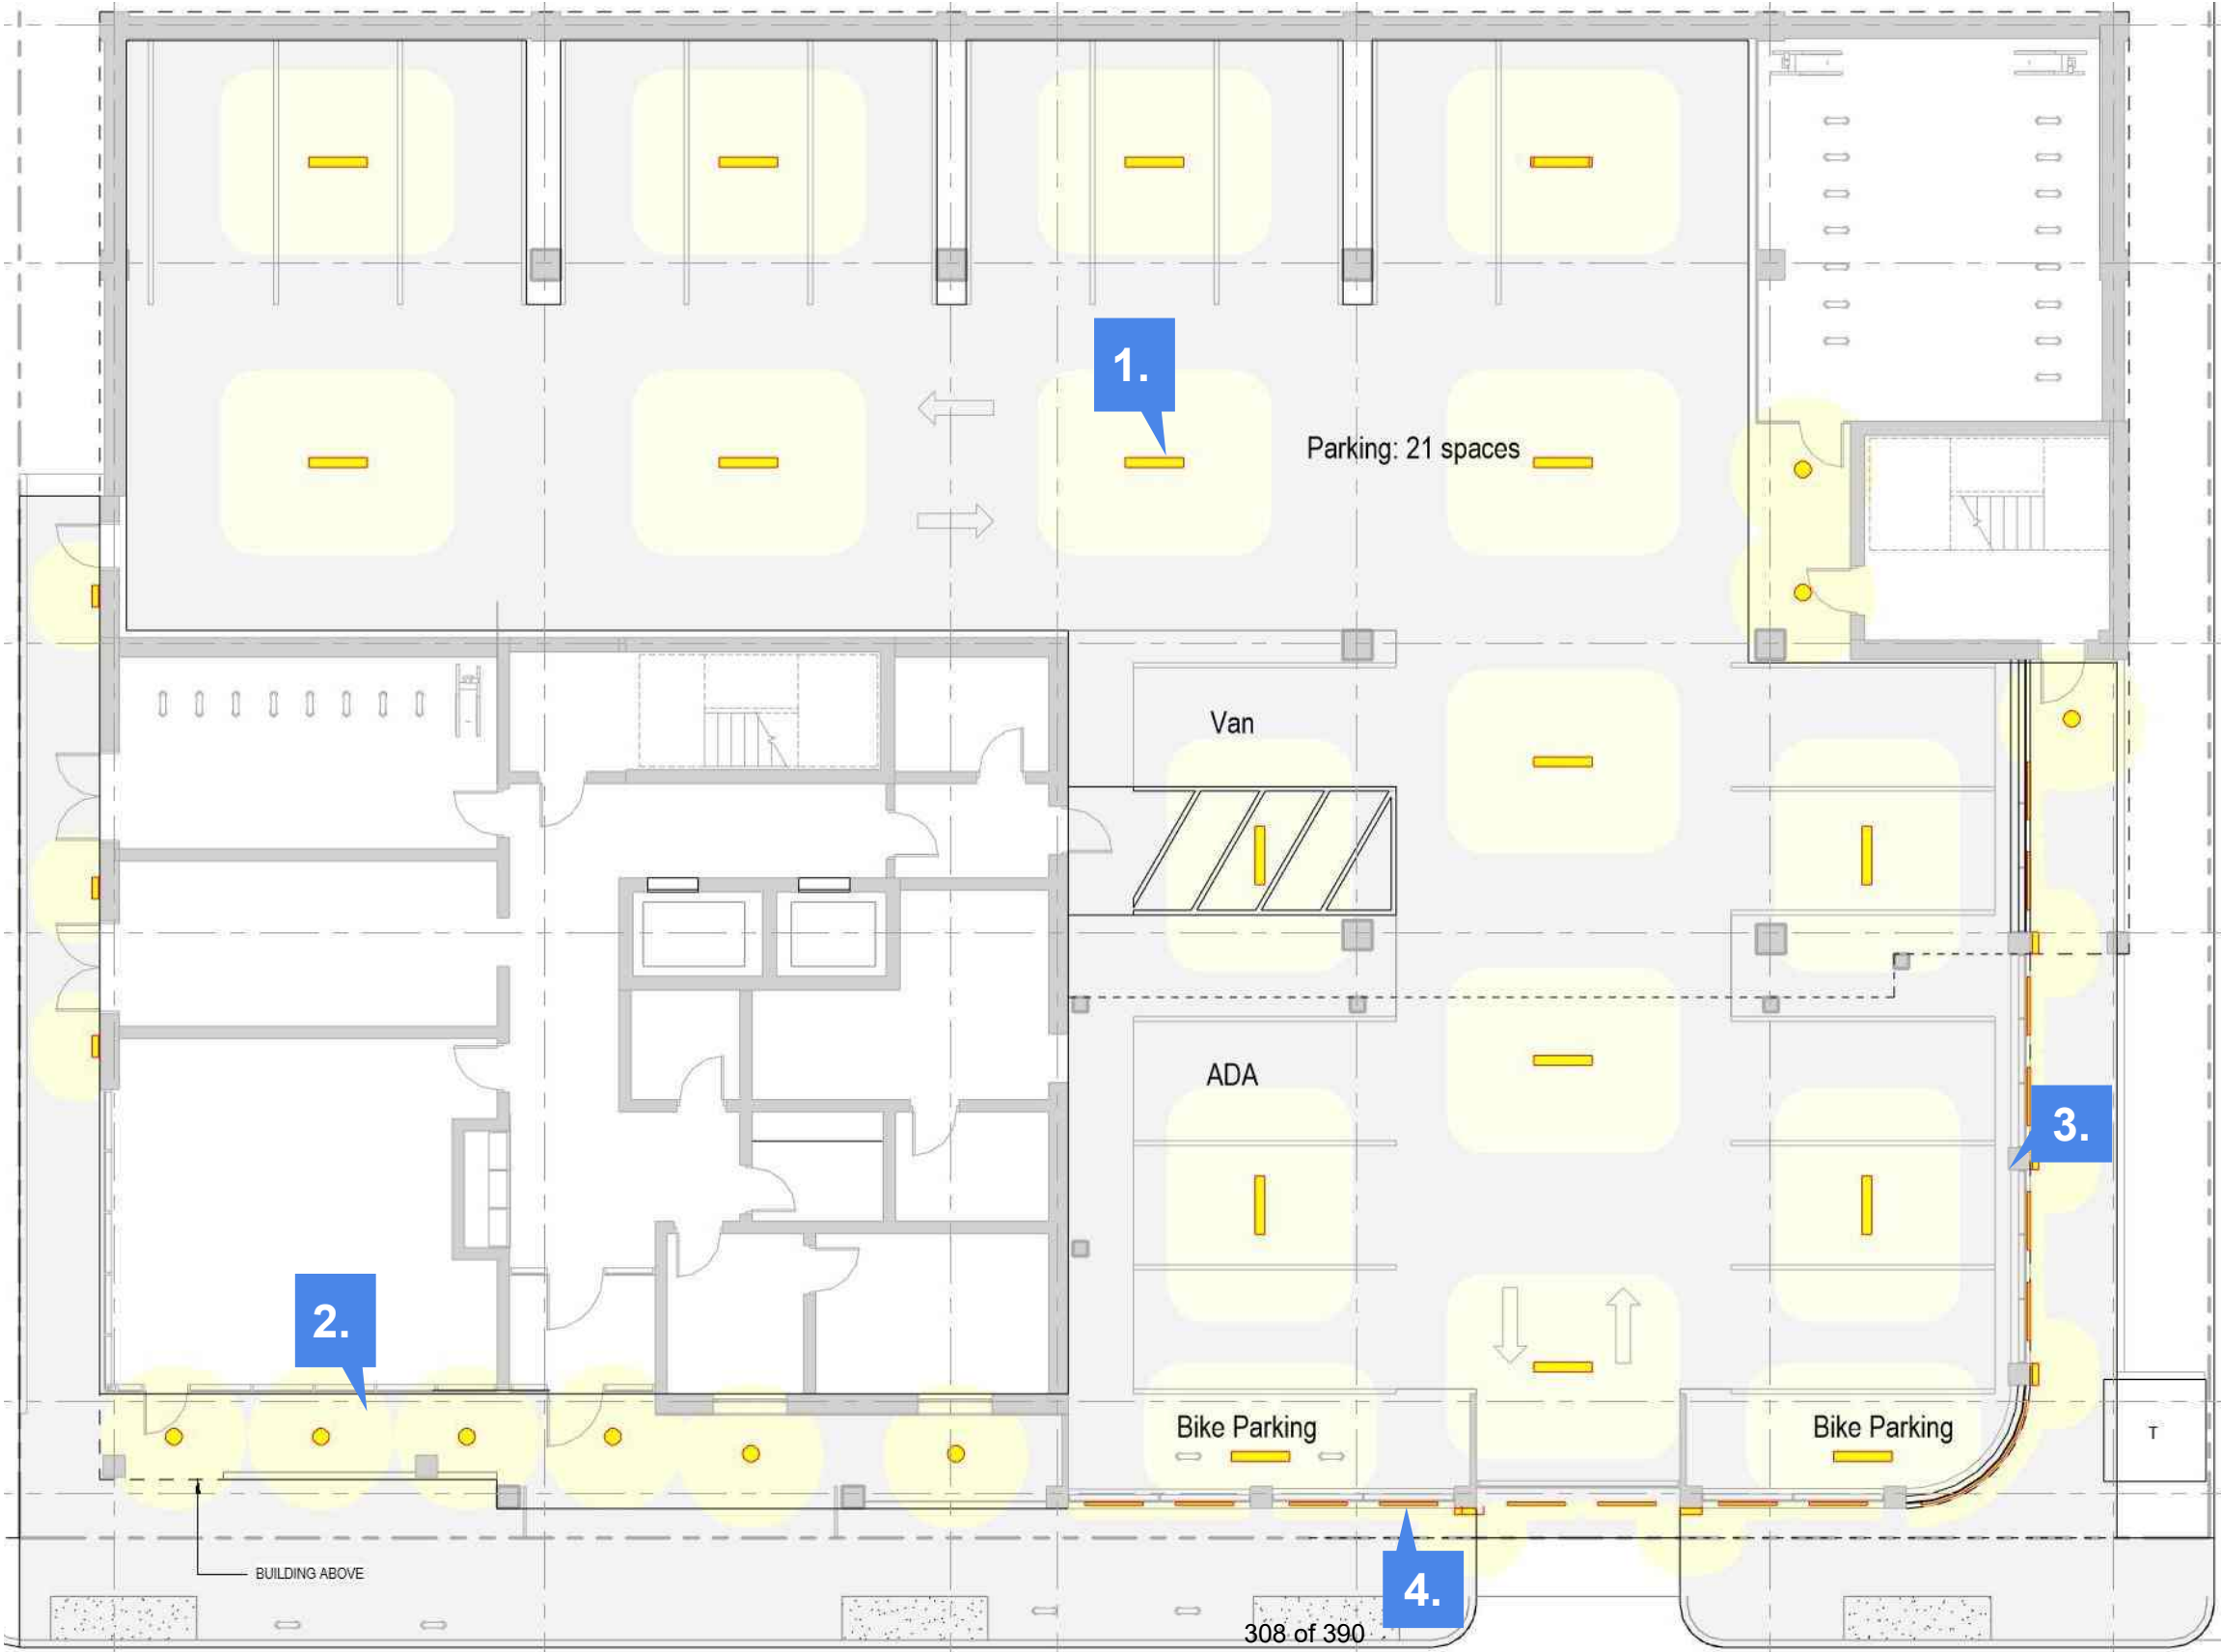 1.
Parking: 21 spaces
Van
ADA
3.
2.
Bike Parking
Bike Parking
T
BUILDING ABOVE
4.
308 of 390